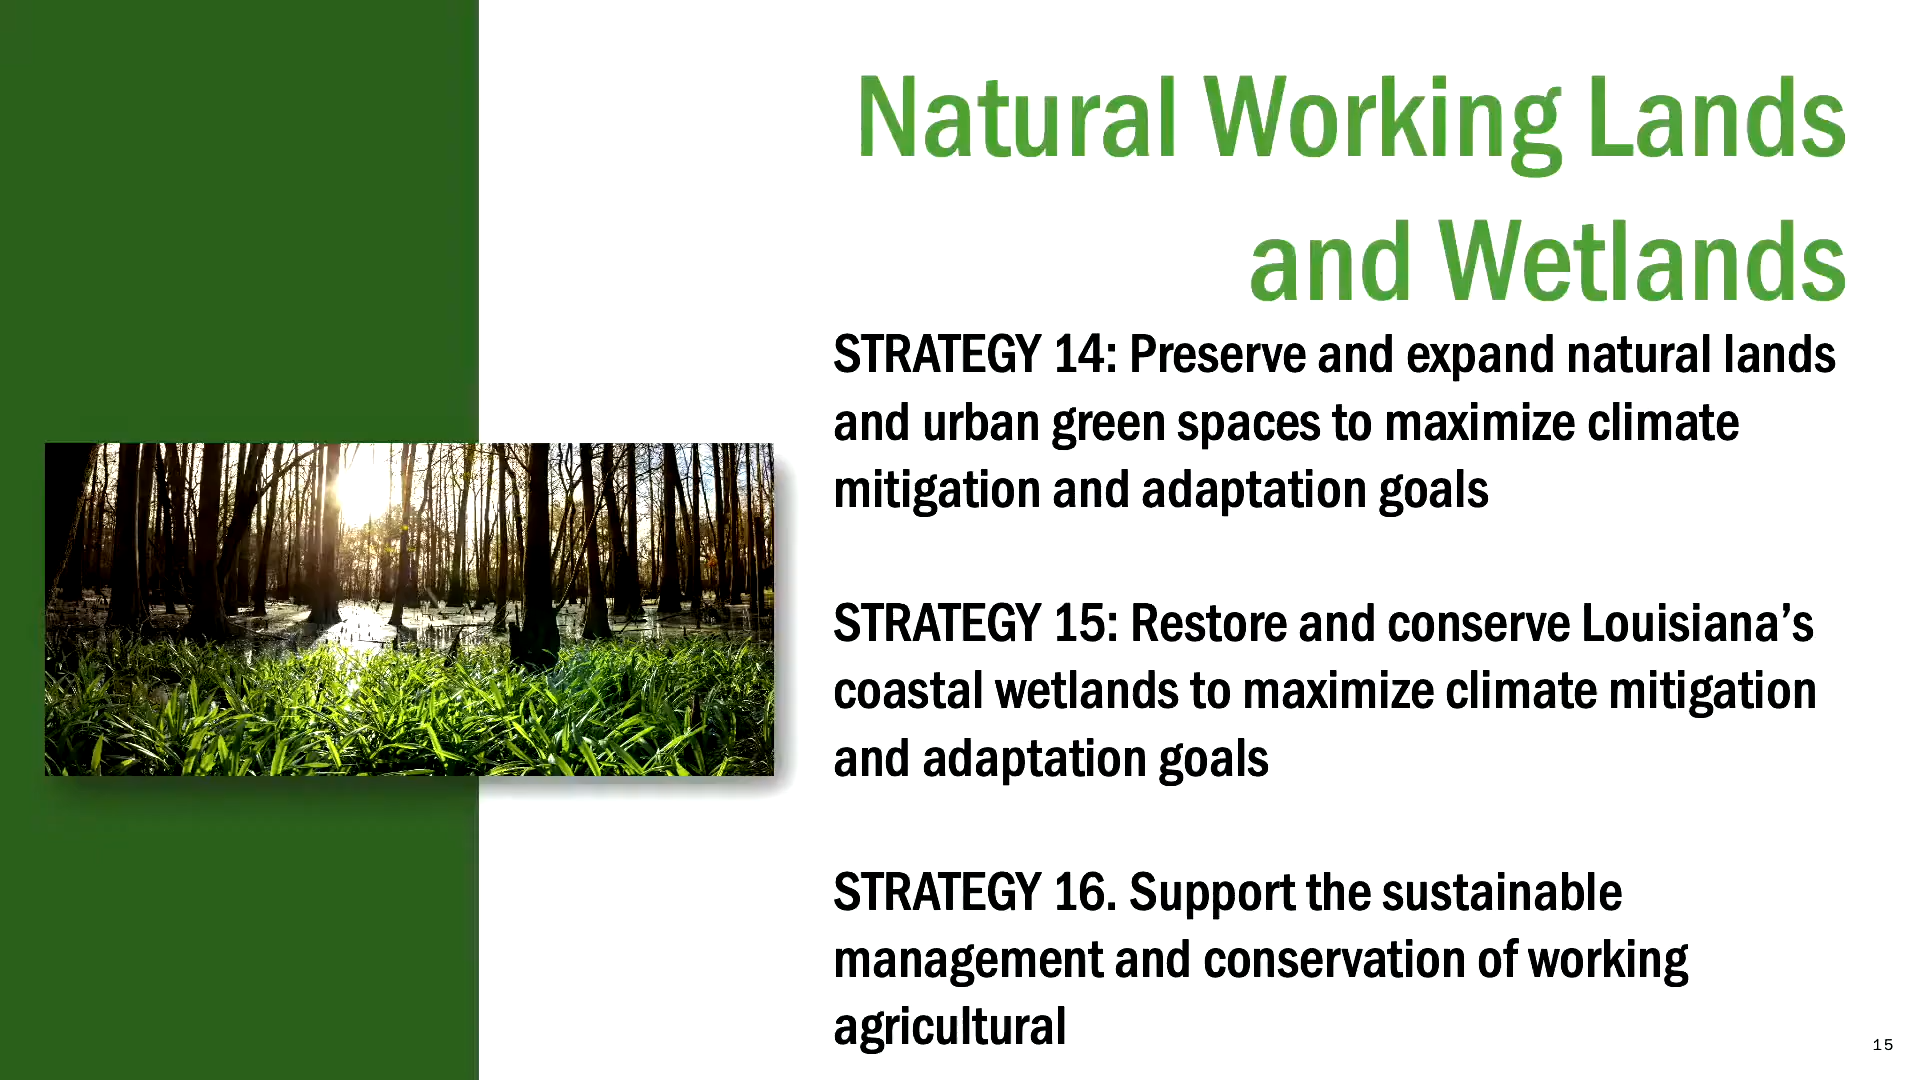 Natural Working Lands
and Wetlands
STRATEGY 14: Preserve and expand natural lands
and urban green spaces to maximize climate
mitigation and adaptation goals
STRATEGY 15: Restore and conserve Louisiana’s
coastal wetlands to maximize climate mitigation
and adaptation goals
STRATEGY 16. Support the sustainable
management and conservation of working
agricultural
15